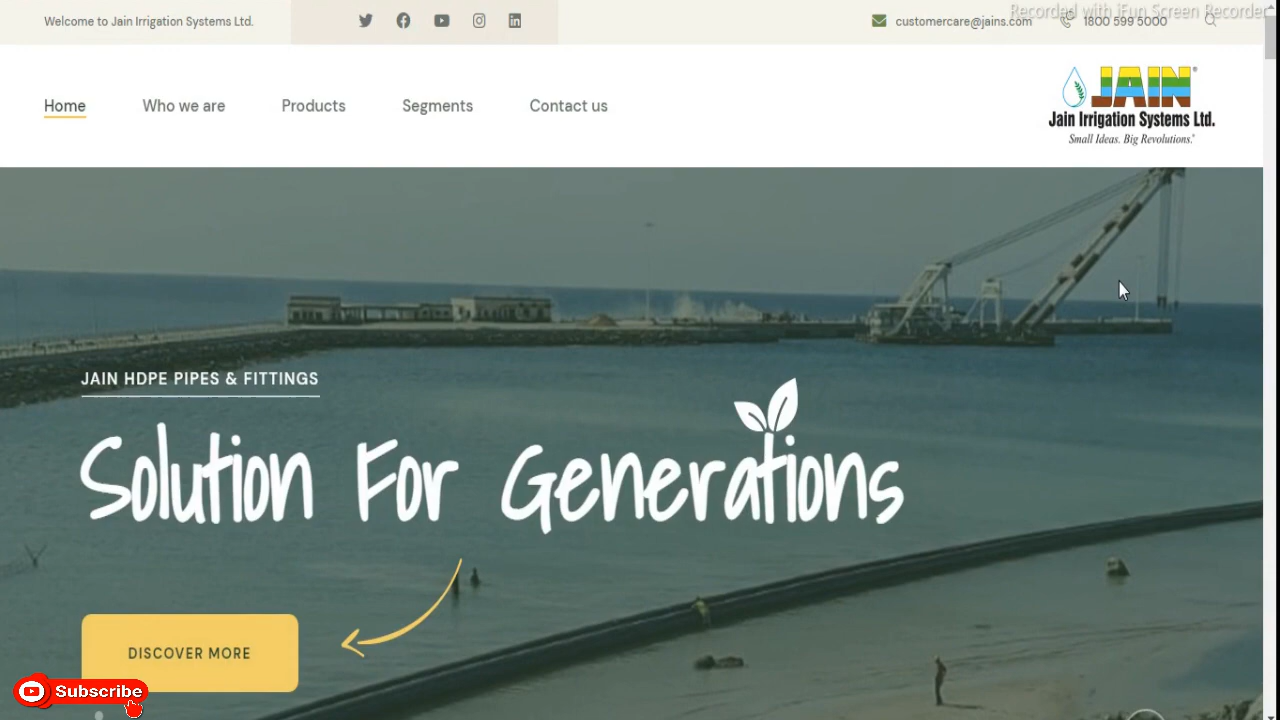 Recorded with iFun Screen Recorder
Welcome to Jain Irrigation Systems Ltd.
customercare@jains.com
1800 599 5000
Home
Who we are
Products
Segments
Contact us
JAIN®
Jain Irrigation Systems Ltd.
Small Ideas. Big Revolutions.®
JAIN HDPE PIPES & FITTINGS
Solution For Generations
DISCOVER MORE
Subscribe